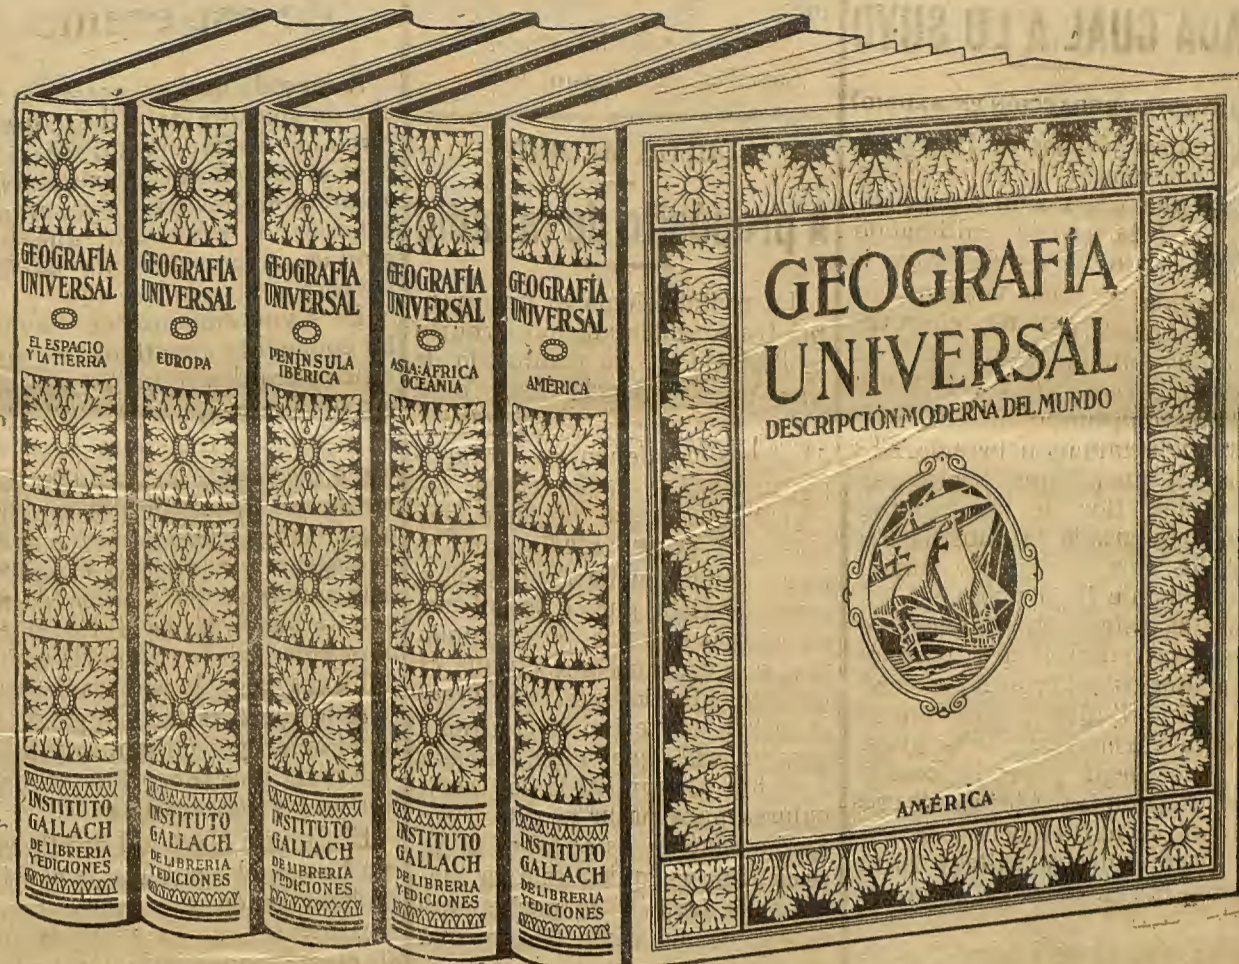 GEOGRAFÍA
UNIVERSAL
EL ESPACIO
Y LA TIERRA
INSTITUTO
GALLACH
DE LIBRERIA
Y EDICIONES
GEOGRAFÍA
UNIVERSAL
EUROPA
INSTITUTO
GALLACH
DE LIBRERIA
Y EDICIONES
GEOGRAFÍA
UNIVERSAL
PENÍNSULA
IBÉRICA
INSTITUTO
GALLACH
DE LIBRERIA
Y EDICIONES
GEOGRAFÍA
UNIVERSAL
ASIA·ÁFRICA
OCEANÍA
INSTITUTO
GALLACH
DE LIBRERIA
Y EDICIONES
GEOGRAFÍA
UNIVERSAL
AMÉRICA
INSTITUTO
GALLACH
DE LIBRERIA
Y EDICIONES
GEOGRAFÍA
UNIVERSAL
DESCRIPCIÓN MODERNA DEL MUNDO
AMÉRICA